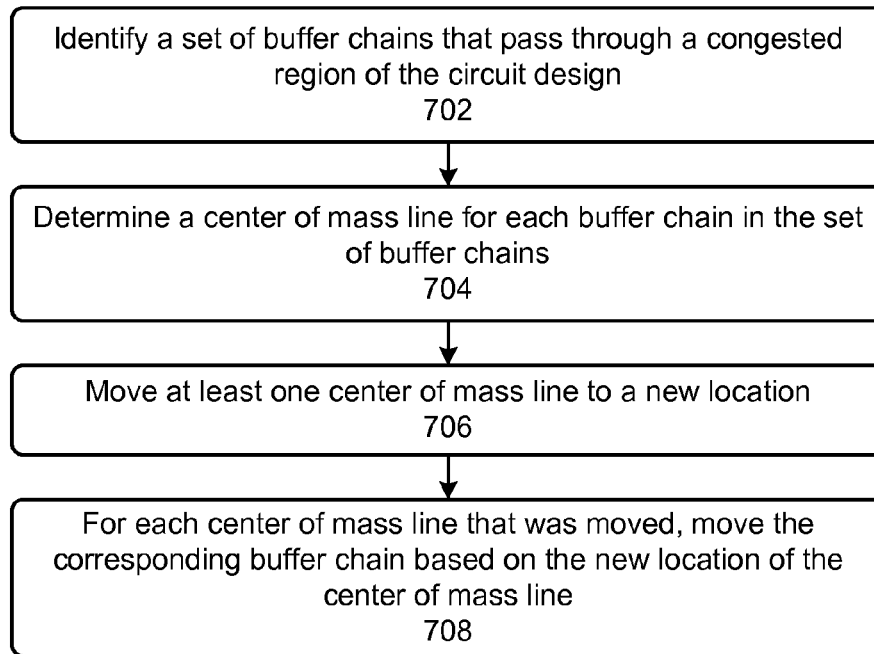 Identify a set of buffer chains that pass through a congested
region of the circuit design
702
Determine a center of mass line for each buffer chain in the set
of buffer chains
704
Move at least one center of mass line to a new location
706
For each center of mass line that was moved, move the
corresponding buffer chain based on the new location of the
center of mass line
708